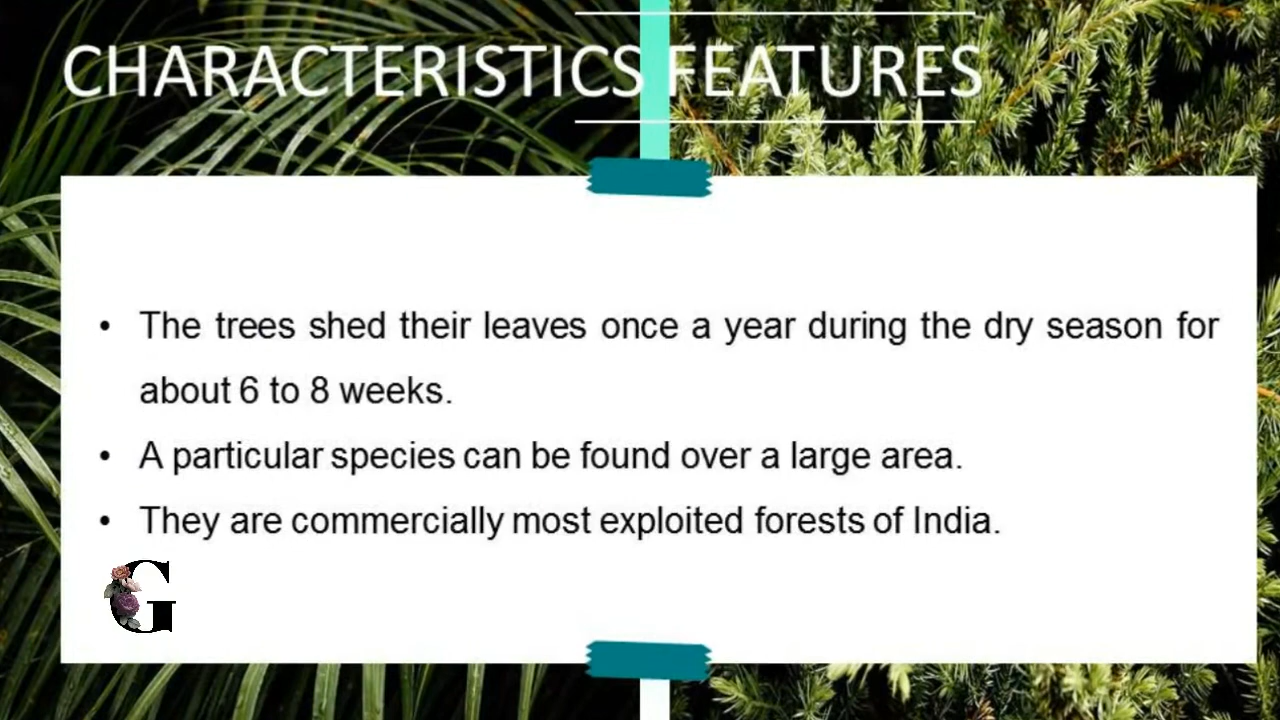 CHARACTERISTICS FEATURES
• The trees shed their leaves once a year during the dry season for
about 6 to 8 weeks.
• A particular species can be found over a large area.
• They are commercially most exploited forests of India.
G